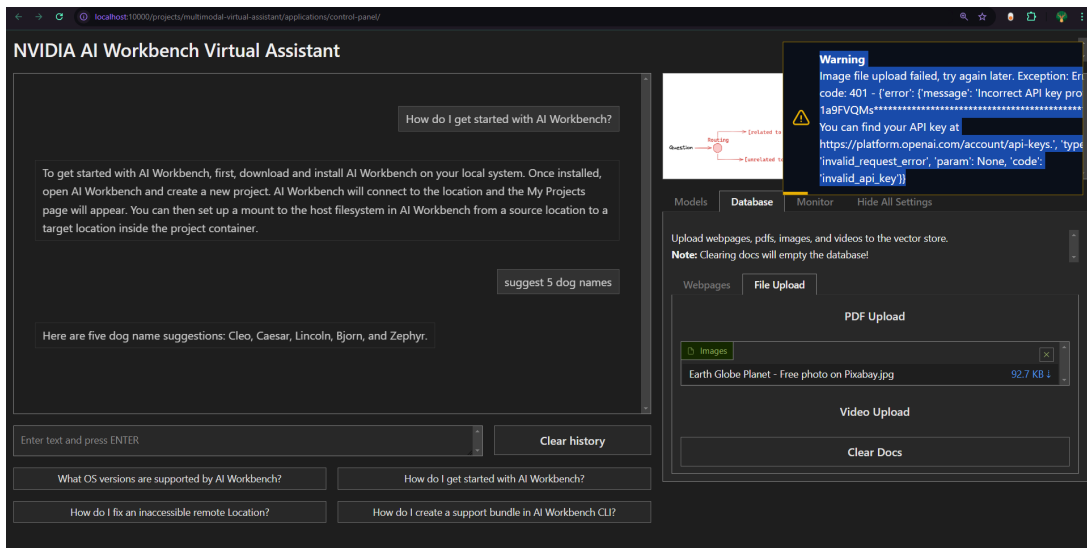 localhost:10000/projects/multimodal-virtual-assistant/applications/control-panel/
NVIDIA AI Workbench Virtual Assistant
How do I get started with AI Workbench?
To get started with AI Workbench, first, download and install AI Workbench on your local system. Once installed,
open AI Workbench and create a new project. AI Workbench will connect to the location and the My Projects
page will appear. You can then set up a mount to the host filesystem in AI Workbench from a source location to a
target location inside the project container.
suggest 5 dog names
Here are five dog name suggestions: Cleo, Caesar, Lincoln, Bjorn, and Zephyr.
Enter text and press ENTER
Clear history
What OS versions are supported by AI Workbench?
How do I get started with AI Workbench?
How do I fix an inaccessible remote Location?
How do I create a support bundle in AI Workbench CLI?
Question
Routing
[related to
[unrelated to
Warning
Image file upload failed, try again later. Exception: Er
code: 401 - {'error': {'message': 'Incorrect API key pro
1a9FVQMs********************************************
You can find your API key at
https://platform.openai.com/account/api-keys.', 'type
'invalid_request_error', 'param': None, 'code':
'invalid_api_key'}}
Models
Database
Monitor
Hide All Settings
Upload webpages, pdfs, images, and videos to the vector store.
Note: Clearing docs will empty the database!
Webpages
File Upload
PDF Upload
Images
Earth Globe Planet - Free photo on Pixabay.jpg
92.7 KB ↓
Video Upload
Clear Docs